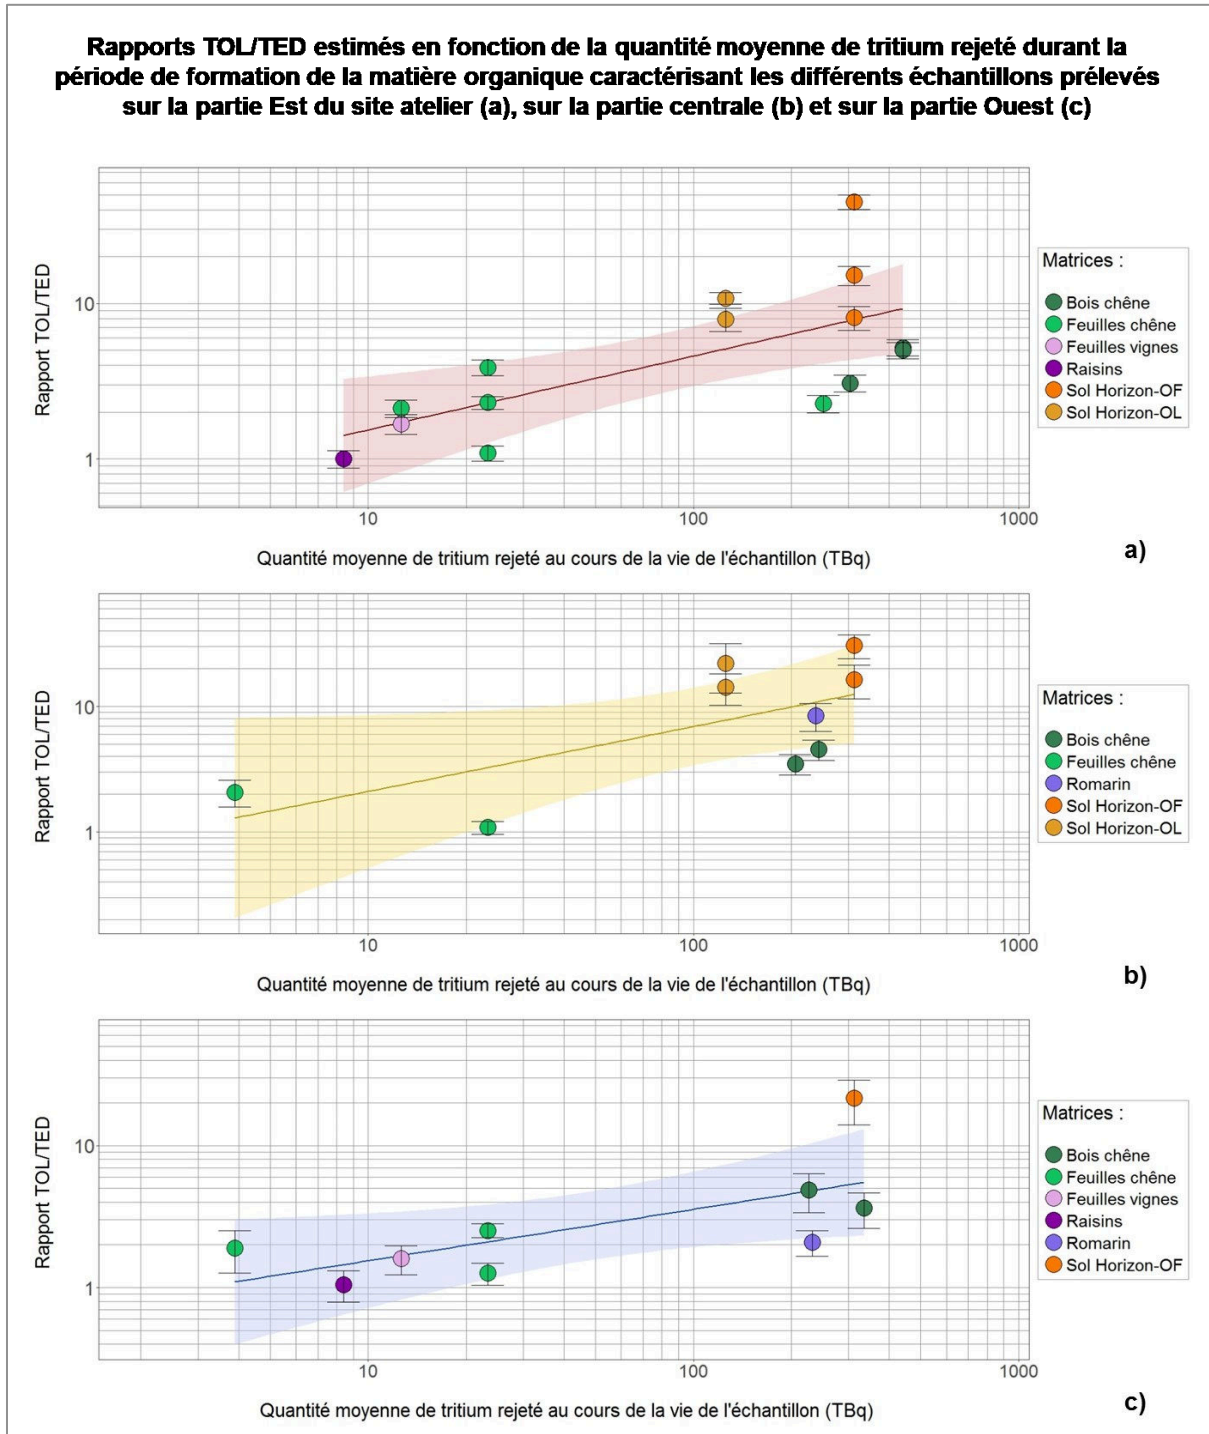 Rapports TOL/TED estimés en fonction de la quantité moyenne de tritium rejeté durant la
période de formation de la matière organique caractérisant les différents échantillons prélevés
sur la partie Est du site atelier (a), sur la partie centrale (b) et sur la partie Ouest (c)
Rapport TOL/TED
10
1
10
100
1000
Quantité moyenne de tritium rejeté au cours de la vie de l'échantillon (TBq)
a)
Matrices :
Bois chêne
Feuilles chêne
Feuilles vignes
Raisins
Sol Horizon-OF
Sol Horizon-OL
Rapport TOL/TED
10
1
10
100
1000
Quantité moyenne de tritium rejeté au cours de la vie de l'échantillon (TBq)
b)
Matrices :
Bois chêne
Feuilles chêne
Romarin
Sol Horizon-OF
Sol Horizon-OL
Rapport TOL/TED
10
1
10
100
1000
Quantité moyenne de tritium rejeté au cours de la vie de l'échantillon (TBq)
c)
Matrices :
Bois chêne
Feuilles chêne
Feuilles vignes
Raisins
Romarin
Sol Horizon-OF